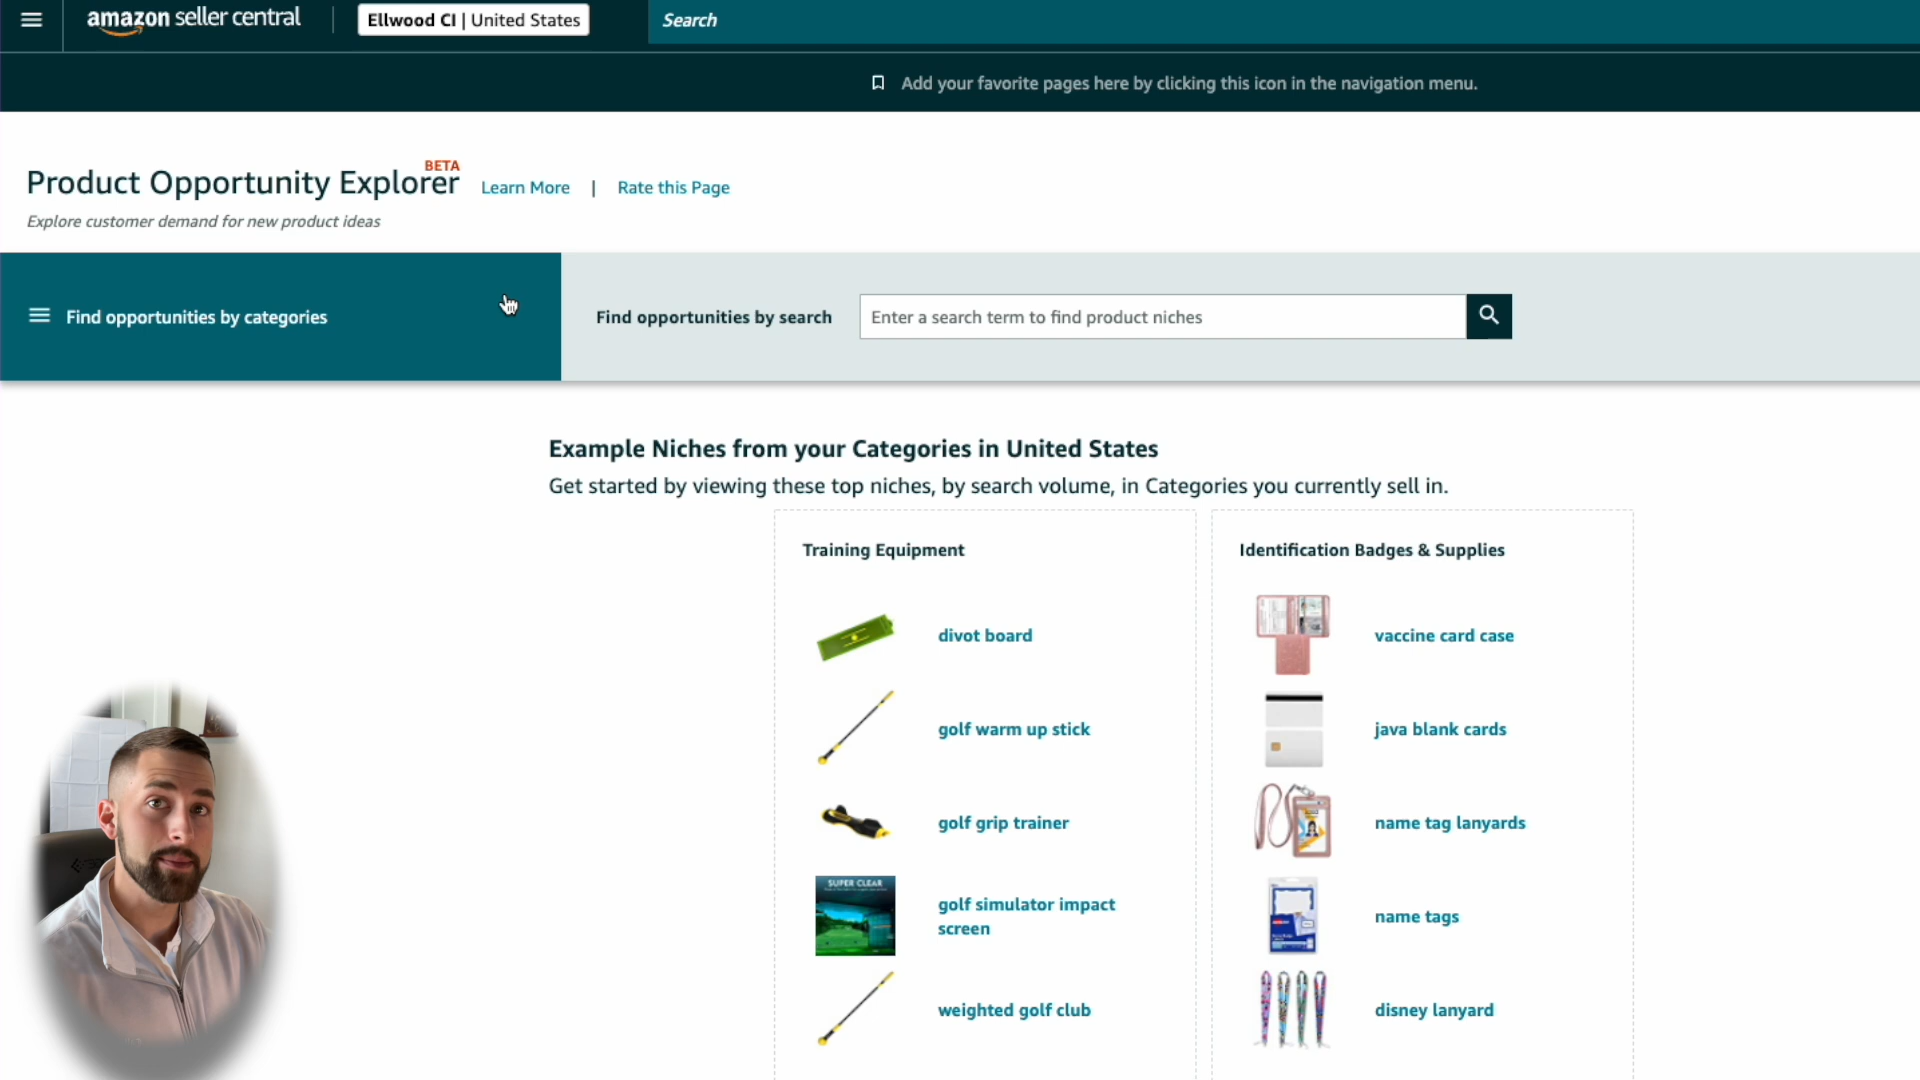 amazon seller central
Ellwood CI | United States
Search
Add your favorite pages here by clicking this icon in the navigation menu.
Product Opportunity Explorer BETA
Learn More | Rate this Page
Explore customer demand for new product ideas
Find opportunities by categories
Find opportunities by search
Enter a search term to find product niches
Example Niches from your Categories in United States
Get started by viewing these top niches, by search volume, in Categories you currently sell in.
Training Equipment
divot board
golf warm up stick
golf grip trainer
SUPER CLEAR
golf simulator impact
screen
weighted golf club
Identification Badges & Supplies
vaccine card case
java blank cards
name tag lanyards
name tags
disney lanyard